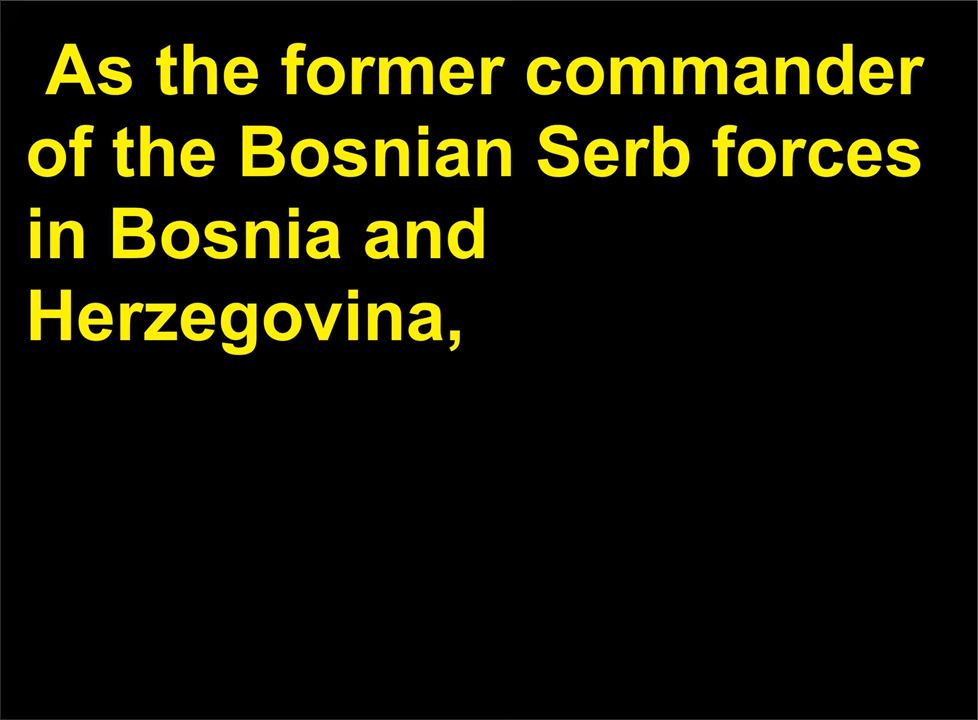 As the former commander
of the Bosnian Serb forces
in Bosnia and
Herzegovina,